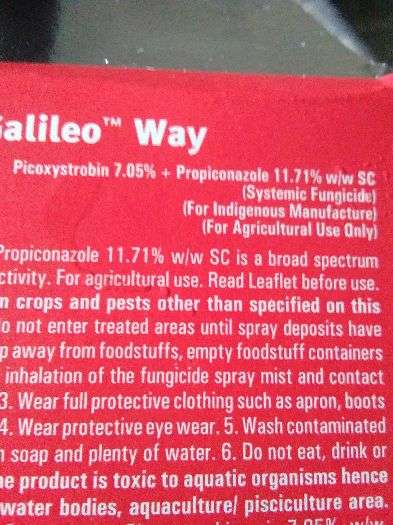 Galileo™ Way
Picoxystrobin 7.05% + Propiconazole 11.71% w/w SC
(Systemic Fungicide)
(For Indigenous Manufacture)
(For Agricultural Use Only)
Propiconazole 11.71% w/w SC is a broad spectrum
ctivity. For agricultural use. Read Leaflet before use.
n crops and pests other than specified on this
o not enter treated areas until spray deposits have
p away from foodstuffs, empty foodstuff containers
inhalation of the fungicide spray mist and contact
3. Wear full protective clothing such as apron, boots
4. Wear protective eye wear. 5. Wash contaminated
n soap and plenty of water. 6. Do not eat, drink or
he product is toxic to aquatic organisms hence
water bodies, aquaculture/ pisciculture area.
7.05% w/w